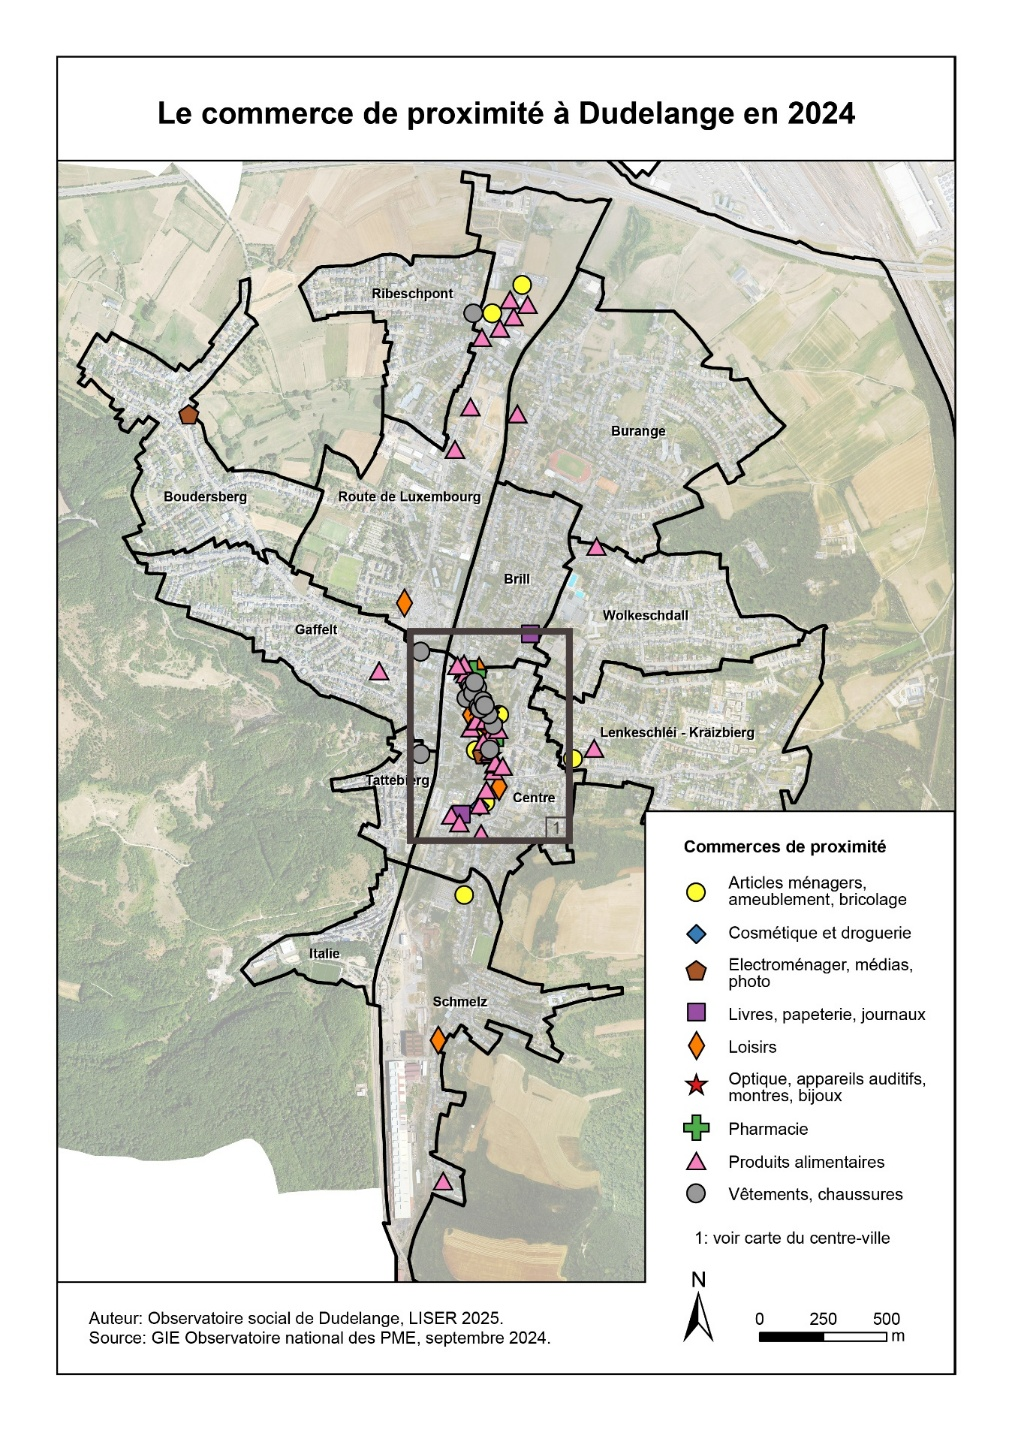 Le commerce de proximité à Dudelange en 2024
Ribeschpont
Burange
Boudersberg
Route de Luxembourg
Brill
Wolkeschdall
Gaffelt
Lenkeschléi - Kräizbierg
Tattebierg
Centre
1
Italie
Schmelz
Commerces de proximité
Articles ménagers,
ameublement, bricolage
Cosmétique et droguerie
Electroménager, médias,
photo
Livres, papeterie, journaux
Loisirs
Optique, appareils auditifs,
montres, bijoux
Pharmacie
Produits alimentaires
Vêtements, chaussures
1: voir carte du centre-ville
N
0 250 500
m
Auteur: Observatoire social de Dudelange, LISER 2025.
Source: GIE Observatoire national des PME, septembre 2024.